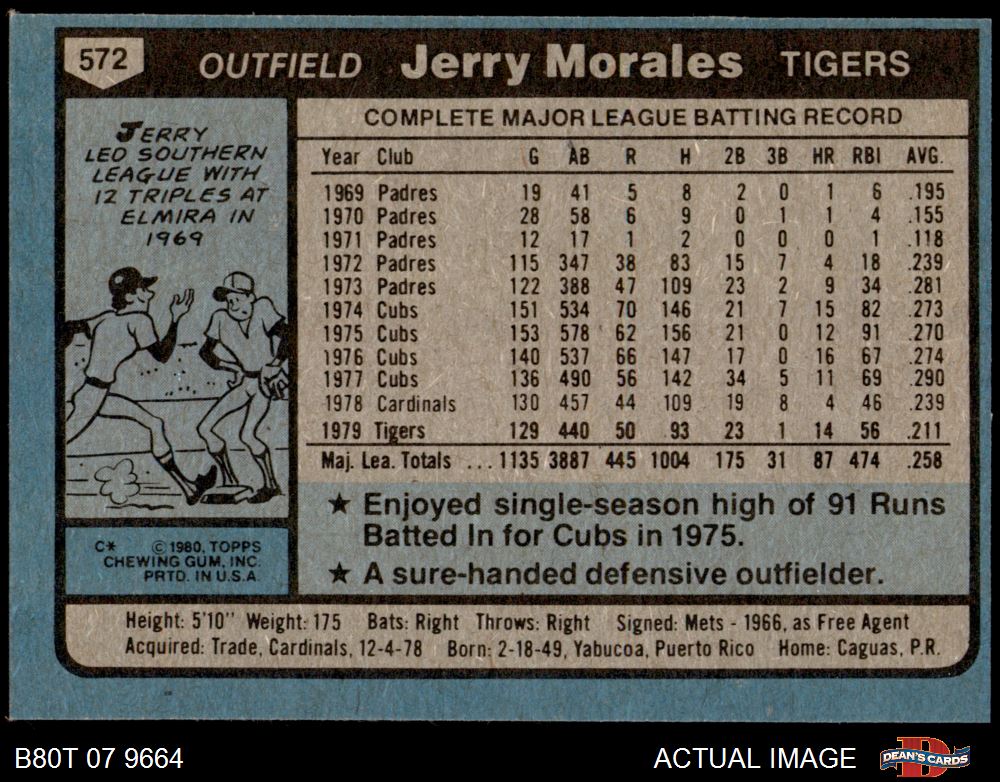 572 OUTFIELD Jerry Morales TIGERS
JERRY
LED SOUTHERN
LEAGUE WITH
12 TRIPLES AT
ELMIRA IN
1969
COMPLETE MAJOR LEAGUE BATTING RECORD
Year Club G AB R H 2B 3B HR RBI AVG.
1969 Padres 19 41 5 8 2 0 1 6 .195
1970 Padres 28 58 6 9 0 1 1 4 .155
1971 Padres 12 17 1 2 0 0 0 1 .118
1972 Padres 115 347 38 83 15 7 4 18 .239
1973 Padres 122 388 47 109 23 2 9 34 .281
1974 Cubs 151 534 70 146 21 7 15 82 .273
1975 Cubs 153 578 62 156 21 0 12 91 .270
1976 Cubs 140 537 66 147 17 0 16 67 .274
1977 Cubs 136 490 56 142 34 5 11 69 .290
1978 Cardinals 130 457 44 109 19 8 4 46 .239
1979 Tigers 129 440 50 93 23 1 14 56 .211
Maj. Lea. Totals ... 1135 3887 445 1004 175 31 87 474 .258
★ Enjoyed single-season high of 91 Runs
Batted In for Cubs in 1975.
★ A sure-handed defensive outfielder.
C* © 1980, TOPPS
CHEWING GUM, INC.
PRTD. IN U.S.A.
Height: 5'10" Weight: 175 Bats: Right Throws: Right Signed: Mets - 1966, as Free Agent
Acquired: Trade, Cardinals, 12-4-78 Born: 2-18-49, Yabucoa, Puerto Rico Home: Caguas, P.R.
B80T 07 9664 ACTUAL IMAGE DEAN'S CARDS